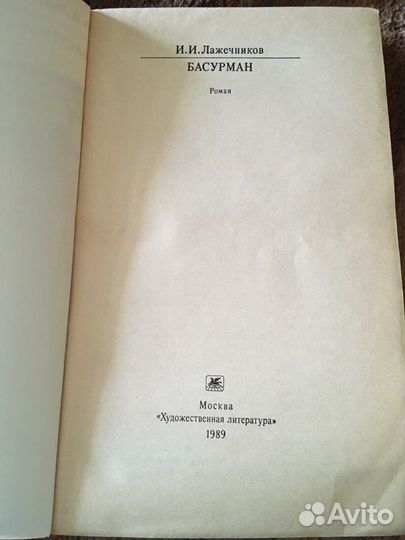 И.И.Лажечников
БАСУРМАН
Роман
Москва
«Художественная литература»
1989
Avito